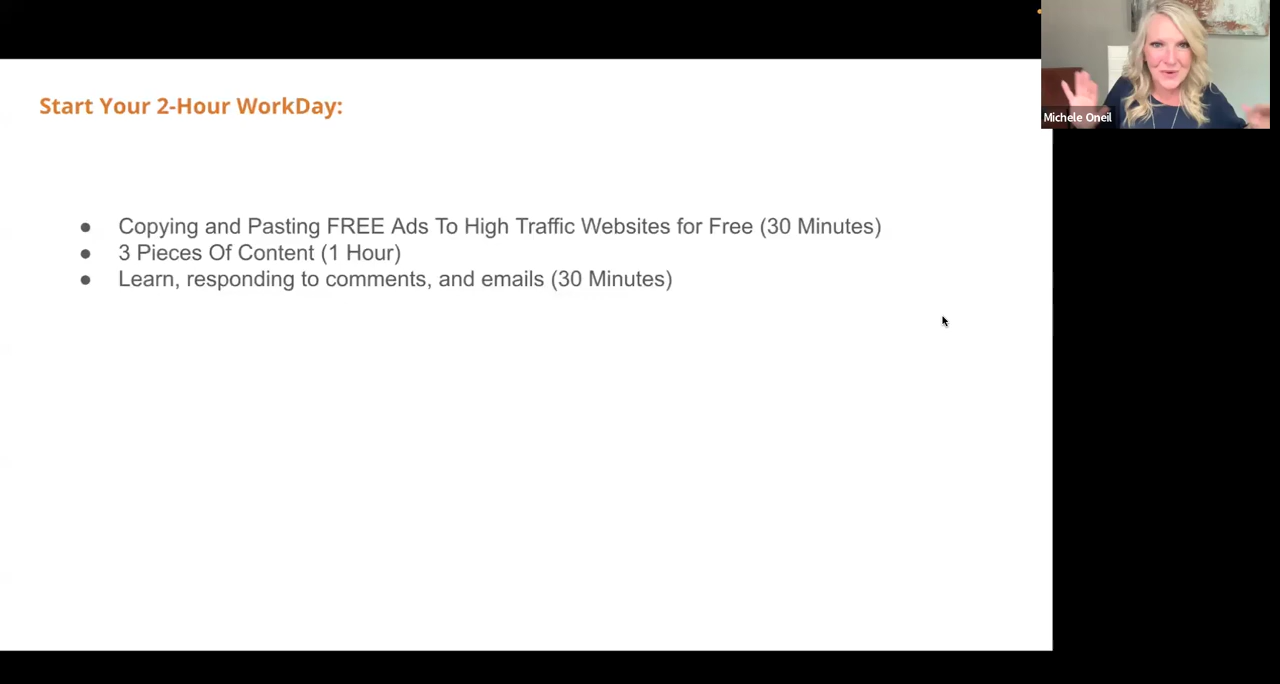 Start Your 2-Hour WorkDay:
Michele Oneil
● Copying and Pasting FREE Ads To High Traffic Websites for Free (30 Minutes)
● 3 Pieces Of Content (1 Hour)
● Learn, responding to comments, and emails (30 Minutes)